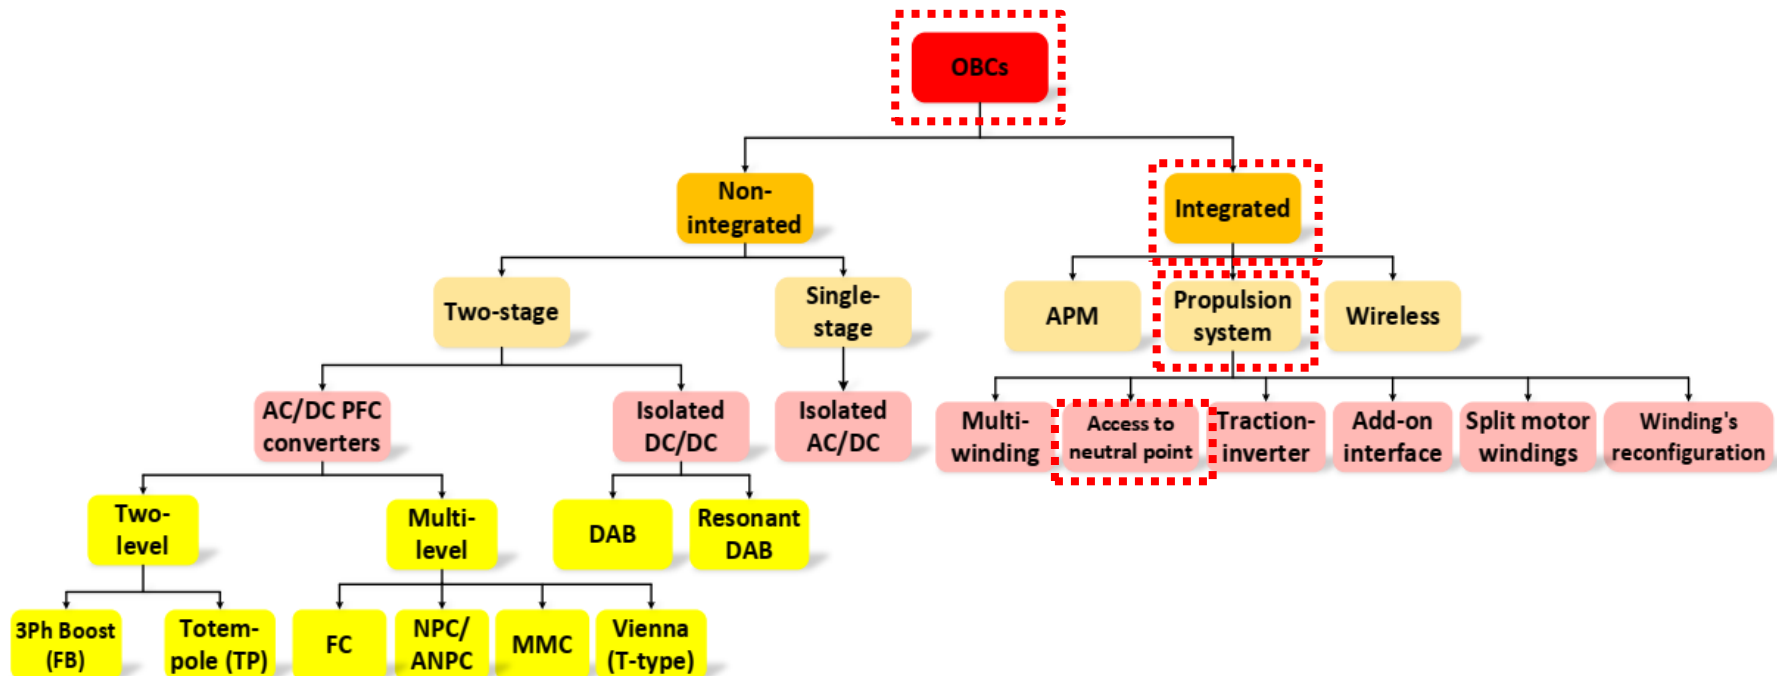 OBCs
Non-
integrated
Integrated
Two-stage
Single-
stage
APM
Propulsion
system
Wireless
AC/DC PFC
converters
Isolated
DC/DC
Isolated
AC/DC
Multi-
winding
Access to
neutral point
Traction-
inverter
Add-on
interface
Split motor
windings
Winding's
reconfiguration
Two-
level
Multi-
level
DAB
Resonant
DAB
3Ph Boost
(FB)
Totem-
pole (TP)
FC
NPC/
ANPC
MMC
Vienna
(T-type)